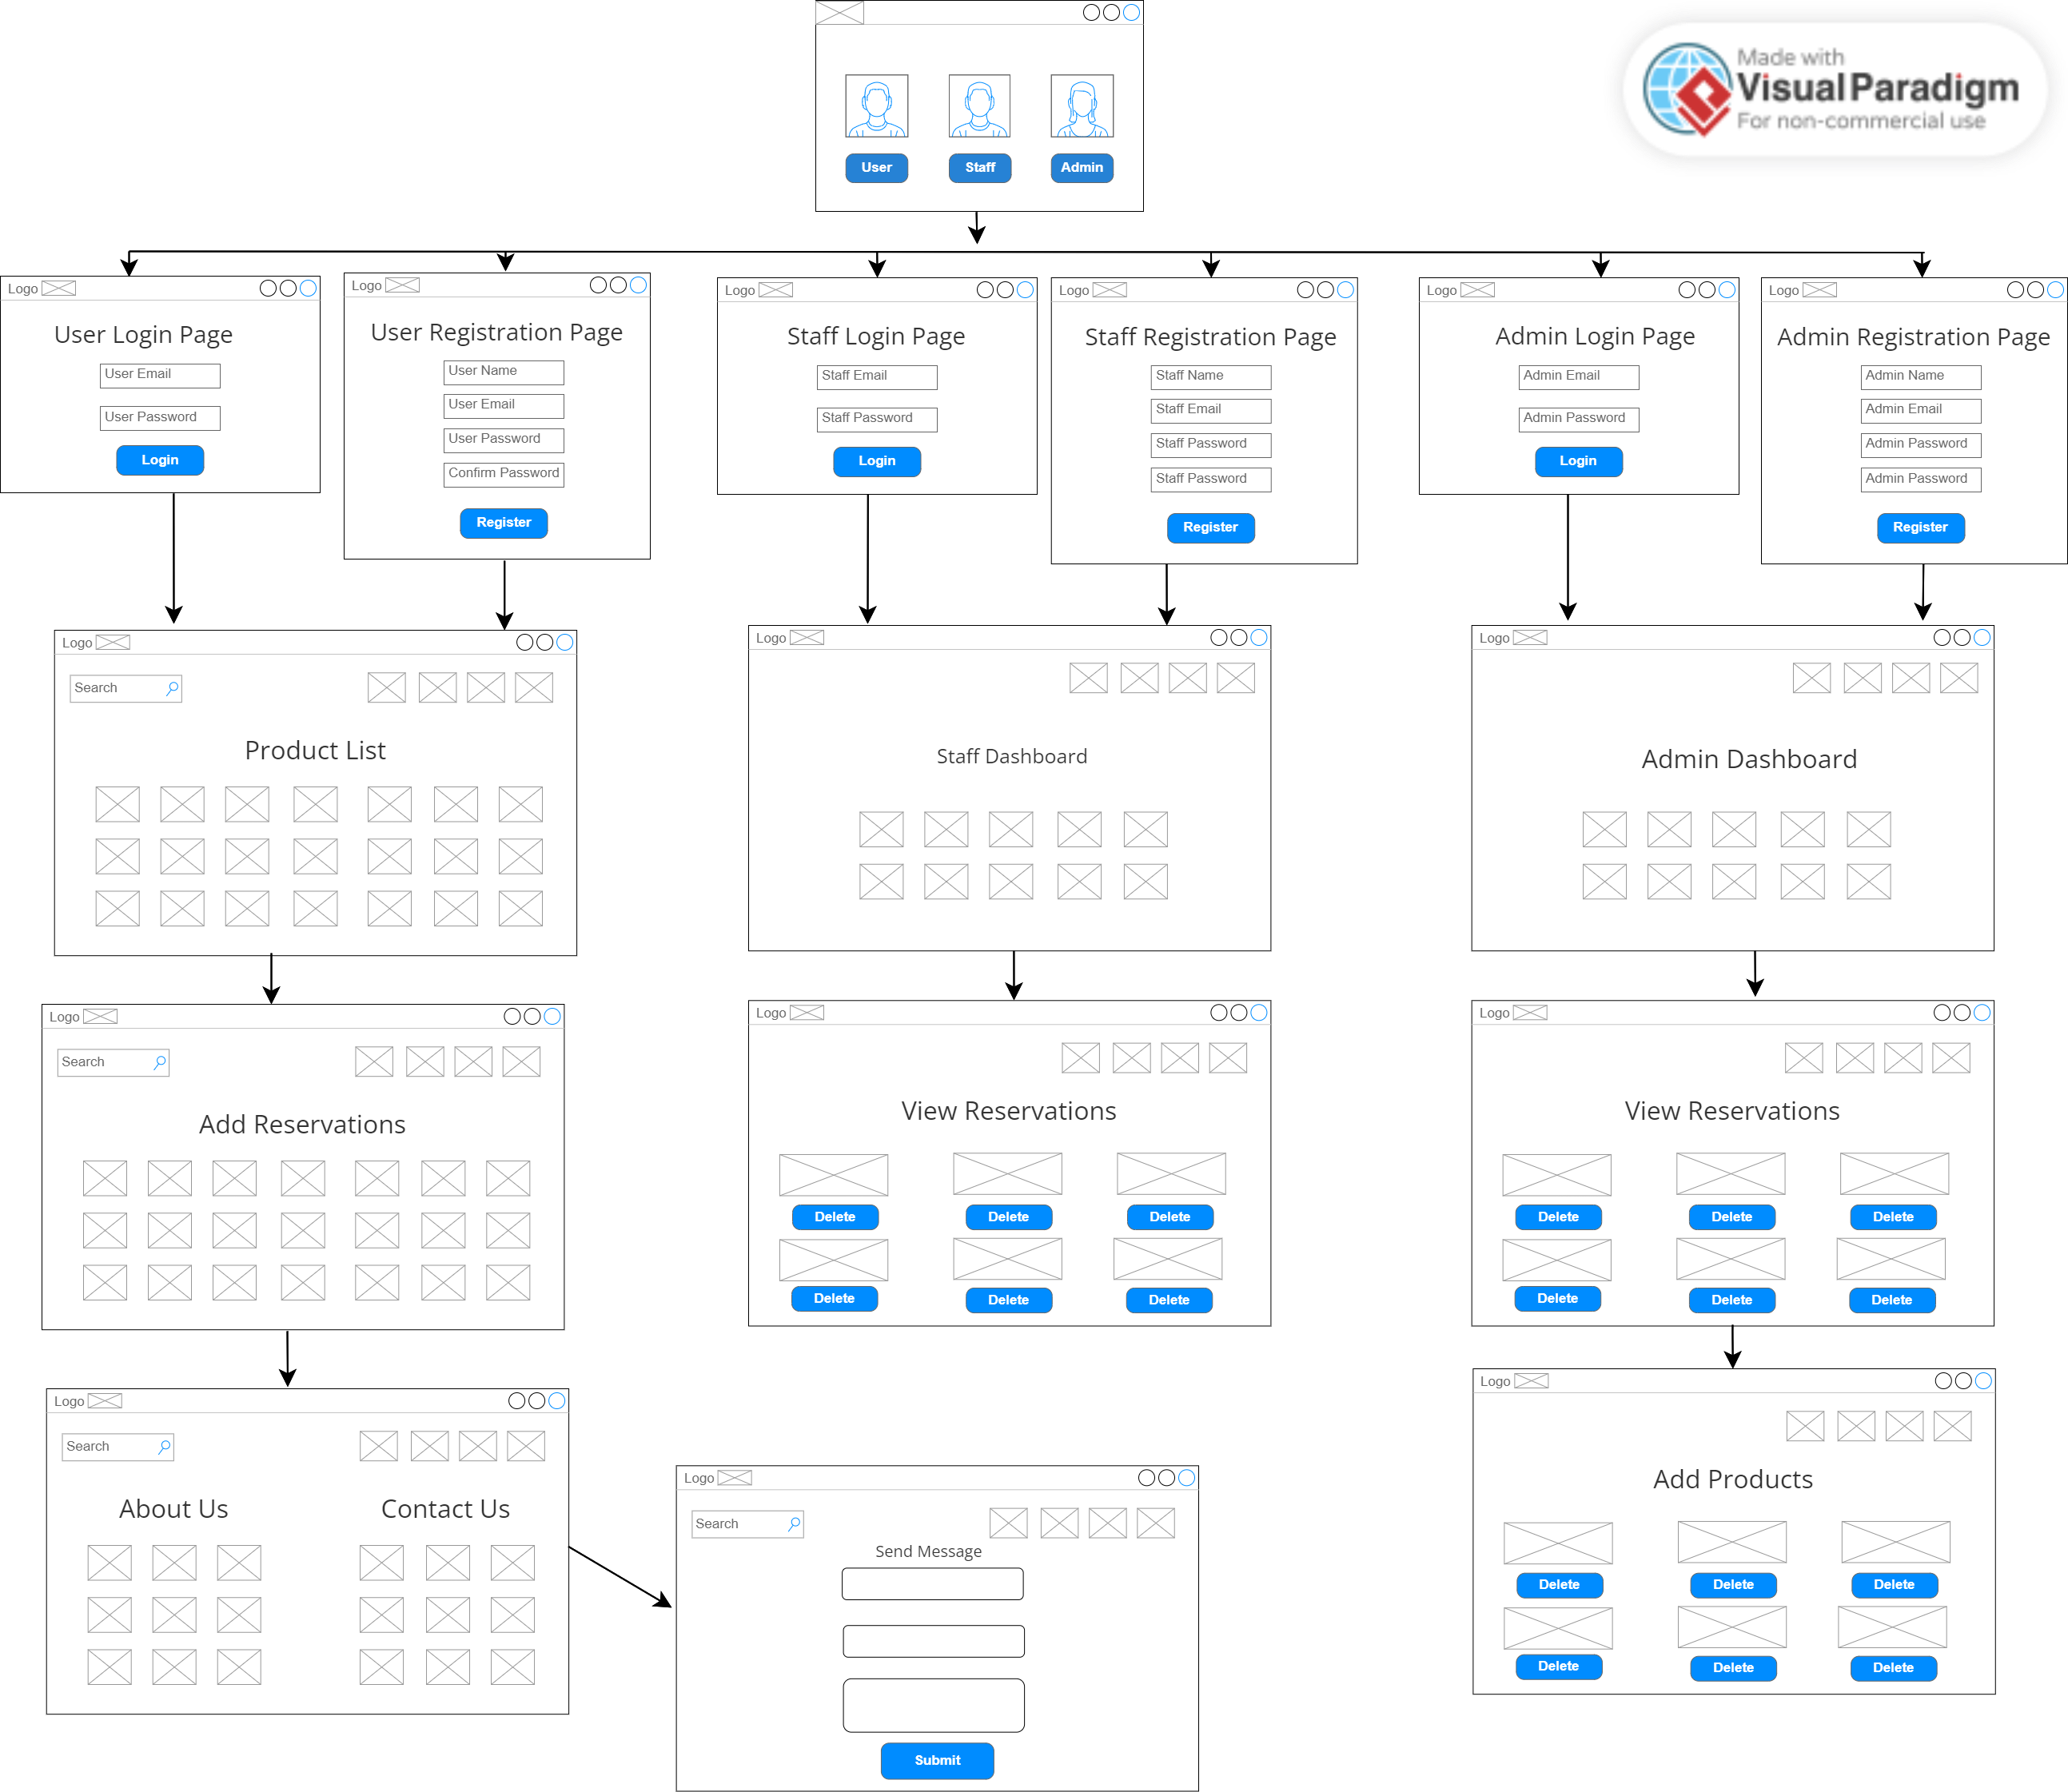 Made with
Visual Paradigm
For non-commercial use
User
Staff
Admin
Logo
User Login Page
User Email
User Password
Login
Logo
User Registration Page
User Name
User Email
User Password
Confirm Password
Register
Logo
Staff Login Page
Staff Email
Staff Password
Login
Logo
Staff Registration Page
Staff Name
Staff Email
Staff Password
Staff Password
Register
Logo
Admin Login Page
Admin Email
Admin Password
Login
Logo
Admin Registration Page
Admin Name
Admin Email
Admin Password
Admin Password
Register
Logo
Search
Product List
Logo
Staff Dashboard
Logo
Admin Dashboard
Logo
Search
Add Reservations
Logo
View Reservations
Delete
Delete
Delete
Delete
Delete
Delete
Logo
View Reservations
Delete
Delete
Delete
Delete
Delete
Delete
Logo
Search
About Us
Contact Us
Logo
Search
Send Message
Submit
Logo
Add Products
Delete
Delete
Delete
Delete
Delete
Delete